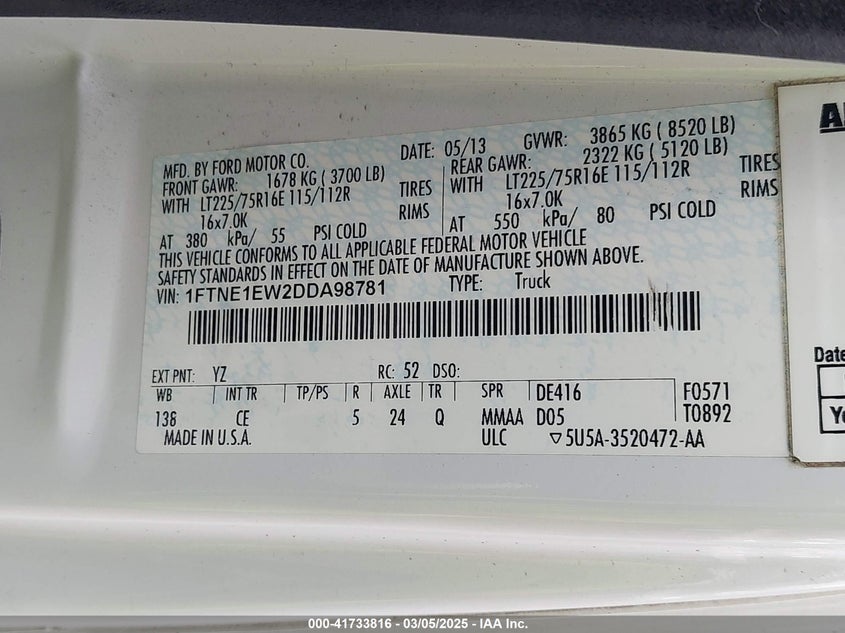 MFD. BY FORD MOTOR CO. DATE: 05/13 GVWR: 3865 KG ( 8520 LB)
FRONT GAWR: 1678 KG ( 3700 LB) REAR GAWR: 2322 KG ( 5120 LB)
WITH LT225/75R16E 115/112R TIRES WITH LT225/75R16E 115/112R TIRES
16x7.0K RIMS 16x7.0K RIMS
AT 380 kPa/ 55 PSI COLD AT 550 kPa/ 80 PSI COLD
THIS VEHICLE CONFORMS TO ALL APPLICABLE FEDERAL MOTOR VEHICLE
SAFETY STANDARDS IN EFFECT ON THE DATE OF MANUFACTURE SHOWN ABOVE.
VIN: 1FTNE1EW2DDA98781 TYPE: Truck
EXT PNT: YZ RC: 52 DSO:
WB INT TR TP/PS R AXLE TR SPR DE416 F0571
138 CE 5 24 Q MMAA D05 T0892
MADE IN U.S.A. ULC ▽5U5A-3520472-AA
Date
000-41733816 - 03/05/2025 - IAA Inc.